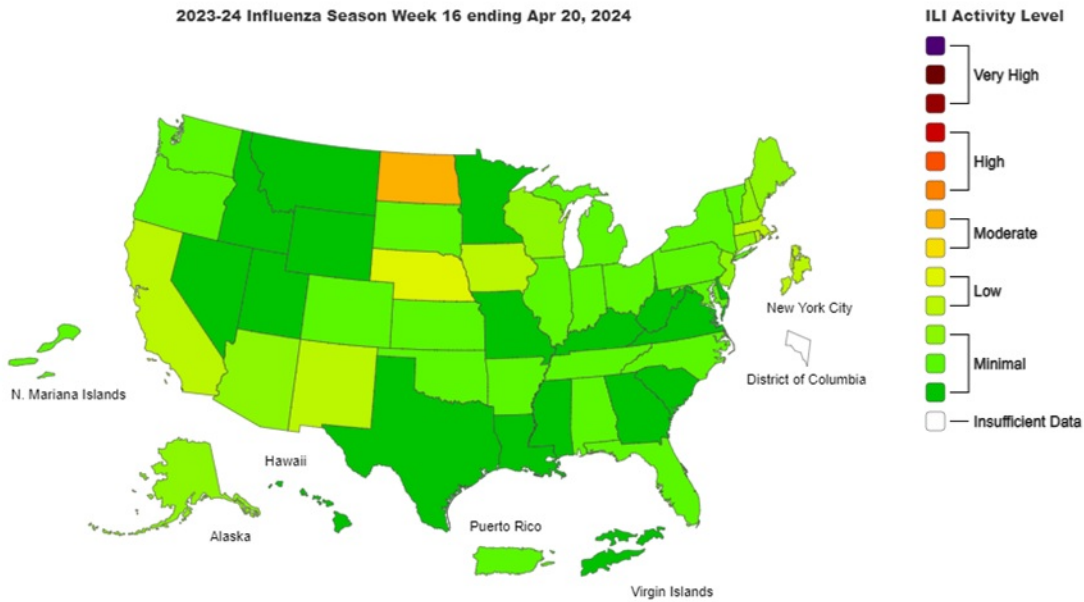 2023-24 Influenza Season Week 16 ending Apr 20, 2024
ILI Activity Level
Very High
High
Moderate
Low
Minimal
Insufficient Data
New York City
District of Columbia
N. Mariana Islands
Hawaii
Alaska
Puerto Rico
Virgin Islands